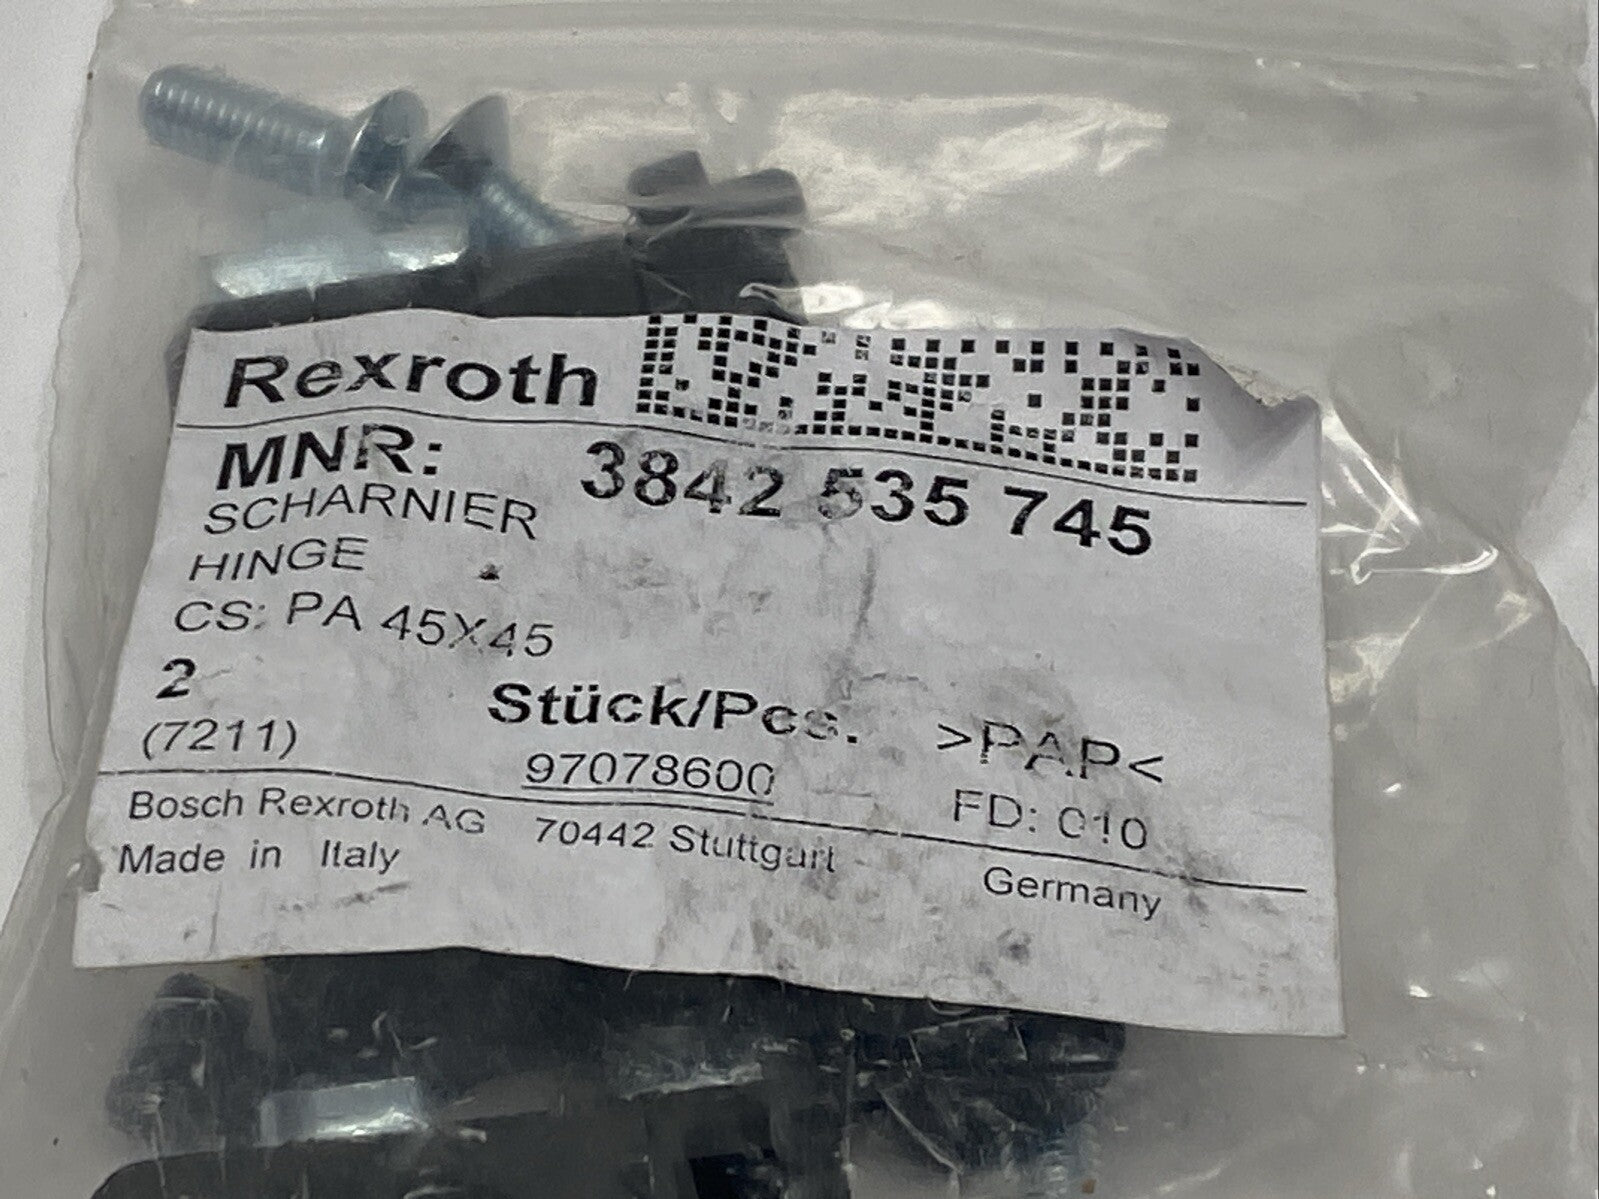 Rexroth
MNR: 3842 535 745
SCHARNIER
HINGE
CS: PA 45X45
2 Stück/Pcs. >PAP<
(7211) 97078600 FD: 010
Bosch Rexroth AG 70442 Stuttgart Germany
Made in Italy